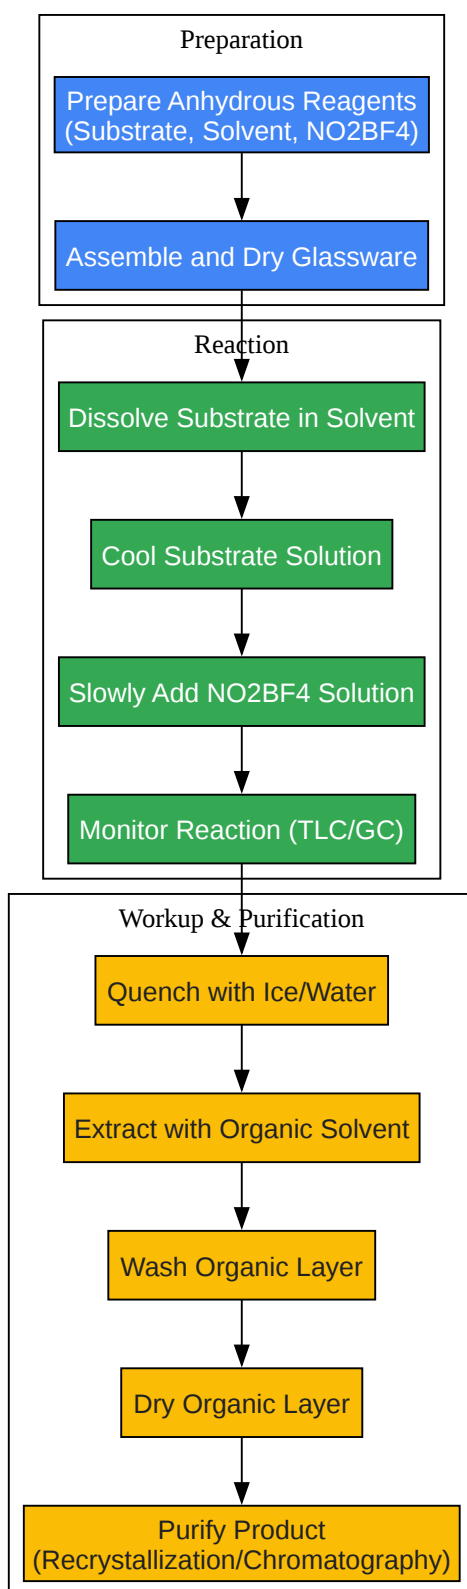 Preparation
Prepare Anhydrous Reagents
(Substrate, Solvent, NO2BF4)
Assemble and Dry Glassware
Reaction
Dissolve Substrate in Solvent
Cool Substrate Solution
Slowly Add NO2BF4 Solution
Monitor Reaction (TLC/GC)
Workup & Purification
Quench with Ice/Water
Extract with Organic Solvent
Wash Organic Layer
Dry Organic Layer
Purify Product
(Recrystallization/Chromatography)